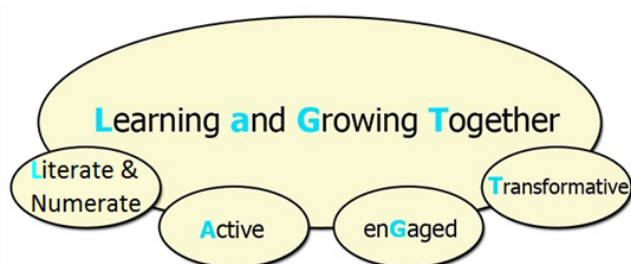 Learning and Growing Together
Literate &
Numerate
Active
enGaged
Transformative